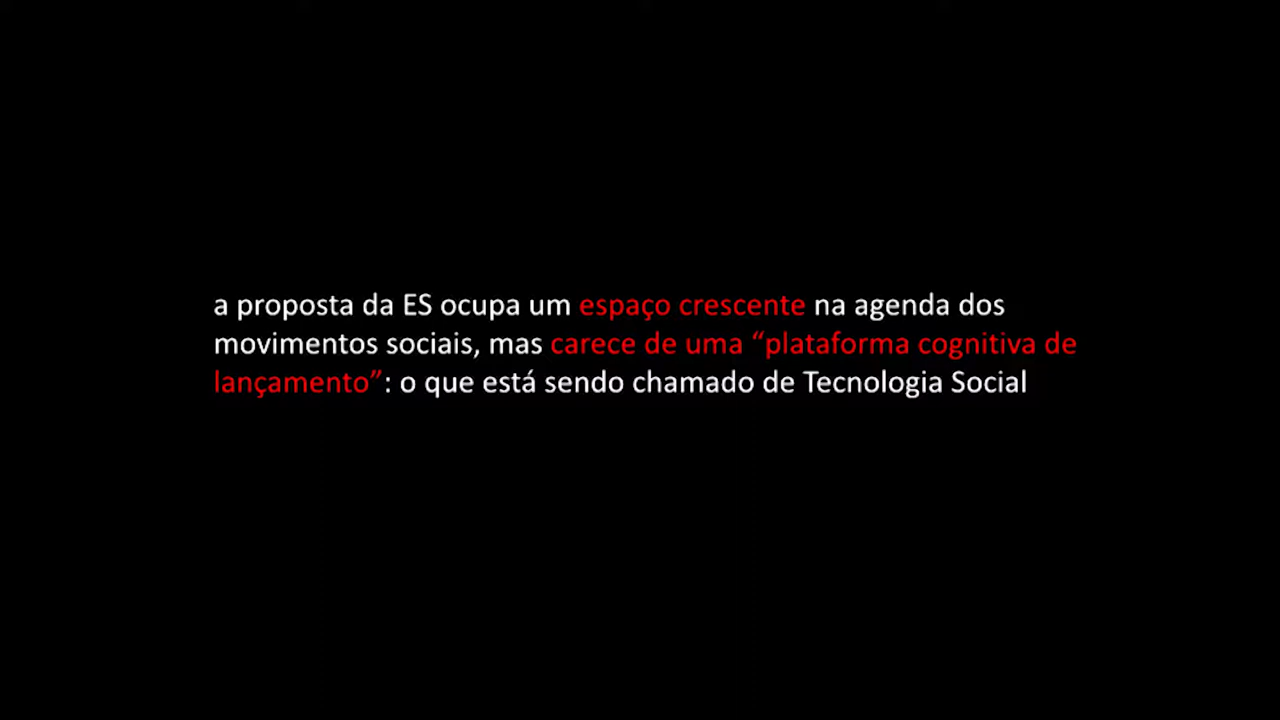 a proposta da ES ocupa um espaço crescente na agenda dos
movimentos sociais, mas carece de uma “plataforma cognitiva de
lançamento”: o que está sendo chamado de Tecnologia Social